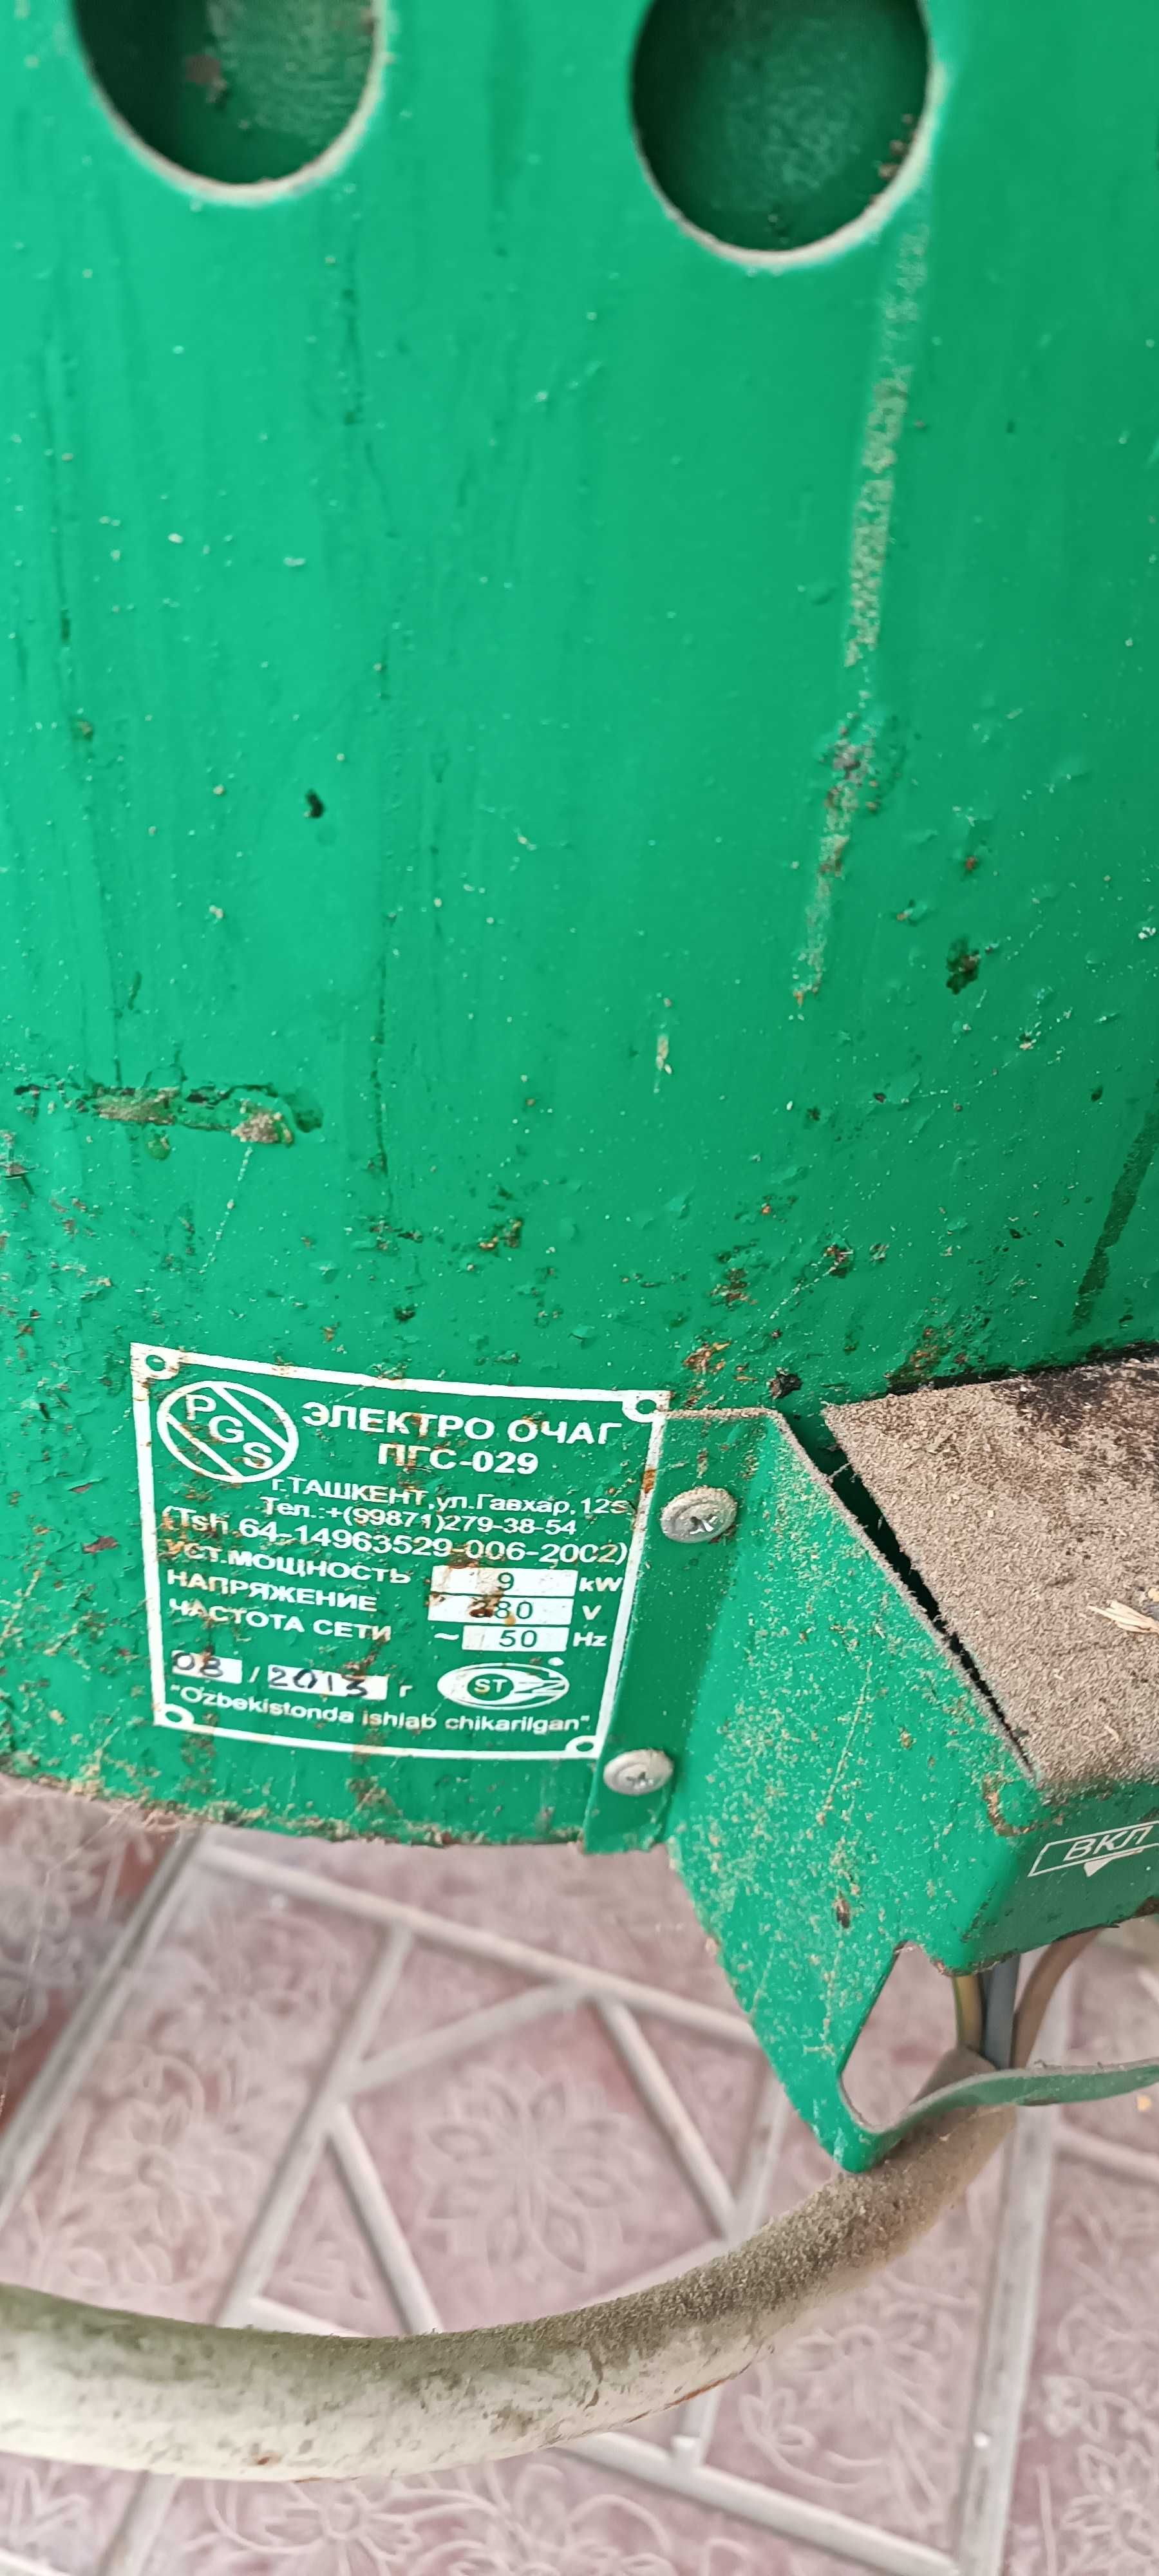 PGS
ЭЛЕКТРО ОЧАГ
ПГС-029
г.ТАШКЕНТ, ул.Гавхар, 125
Тел.:+(99871)279-38-54
(Tsh 64-14963529-006-2002)
УСТ.МОЩНОСТЬ 9 kW
НАПРЯЖЕНИЕ 380 V
ЧАСТОТА СЕТИ ~ 50 Hz
08 / 2013 г ST
"O'zbekistonda ishlab chikarilgan"
ВКЛ